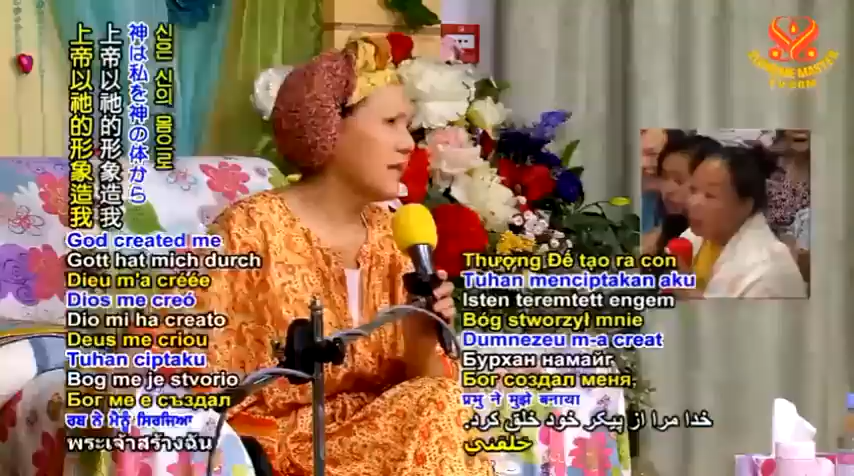 上帝以祂的形象造我
上帝以祂的形象造我
神は私を神の体から
신은 신의 몸으로
God created me
Gott hat mich durch
Dieu m'a créée
Dios me creó
Dio mi ha creato
Deus me criou
Tuhan ciptaku
Bog me je stvorio
Бог ме е създал
ਰਬ ਨੇ ਮੈਨੂੰ ਸਿਰਜਿਆ
พระเจ้าสร้างฉัน
Thượng Đế tạo ra con
Tuhan menciptakan aku
Isten teremtett engem
Bóg stworzył mnie
Dumnezeu m-a creat
Бурхан намайг
Бог создал меня,
प्रभु ने मुझे बनाया
خدا مرا از پیکر خود خلق کرد.
خلقني
SUPREME MASTER
TV.COM